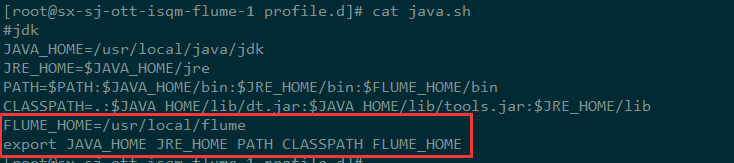 [root@sx-sj-ott-isqm-flume-1 profile.d]# cat java.sh
#jdk
JAVA_HOME=/usr/local/java/jdk
JRE_HOME=$JAVA_HOME/jre
PATH=$PATH:$JAVA_HOME/bin:$JRE_HOME/bin:$FLUME_HOME/bin
CLASSPATH=.:$JAVA_HOME/lib/dt.jar:$JAVA_HOME/lib/tools.jar:$JRE_HOME/lib
FLUME_HOME=/usr/local/flume
export JAVA_HOME JRE_HOME PATH CLASSPATH FLUME_HOME
[root@sx-sj-ott-isqm-flume-1 profile.d]#